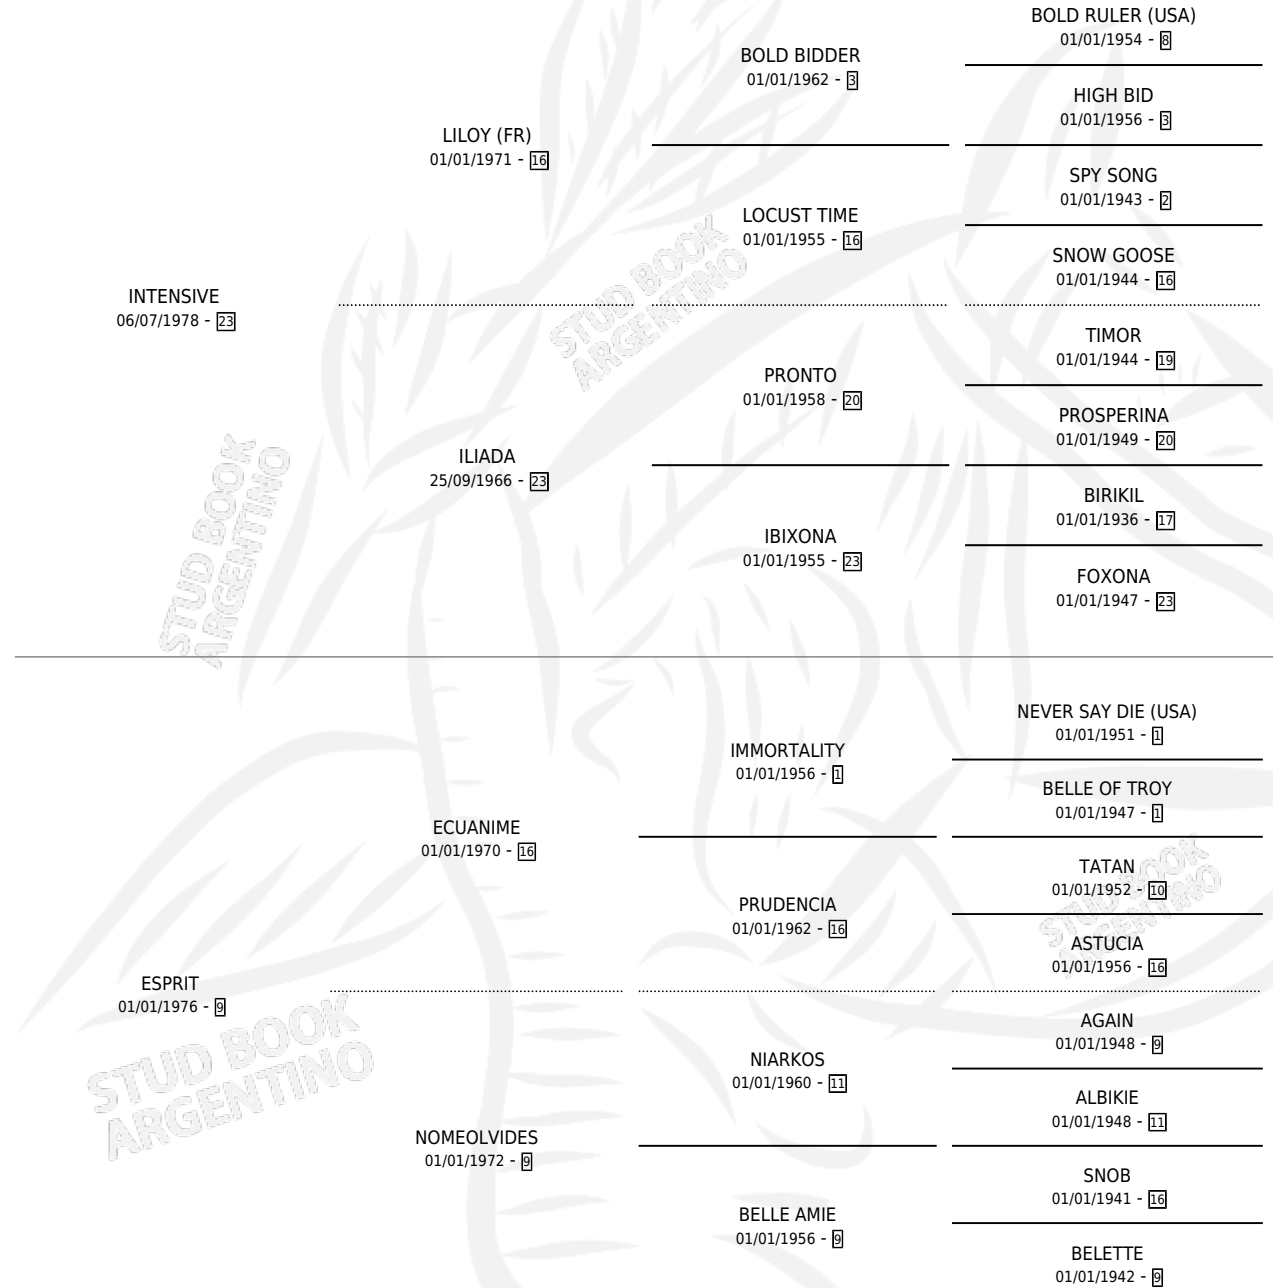 BOLD RULER (USA)
01/01/1954 - 8
BOLD BIDDER
01/01/1962 - 3
HIGH BID
01/01/1956 - 3
LILOY (FR)
01/01/1971 - 16
SPY SONG
01/01/1943 - 2
LOCUST TIME
01/01/1955 - 16
SNOW GOOSE
01/01/1944 - 16
INTENSIVE
06/07/1978 - 23
STUD BOOK
ARGENTINO
TIMOR
01/01/1944 - 19
PRONTO
01/01/1958 - 20
PROSPERINA
01/01/1949 - 20
ILIADA
25/09/1966 - 23
BIRIKIL
01/01/1936 - 17
IBIXONA
01/01/1955 - 23
FOXONA
01/01/1947 - 23
STUD BOOK
ARGENTINO
NEVER SAY DIE (USA)
01/01/1951 - 1
IMMORTALITY
01/01/1956 - 1
BELLE OF TROY
01/01/1947 - 1
ECUANIME
01/01/1970 - 16
TATAN
01/01/1952 - 10
PRUDENCIA
01/01/1962 - 16
ASTUCIA
01/01/1956 - 16
STUD BOOK
ARGENTINO
ESPRIT
01/01/1976 - 9
AGAIN
01/01/1948 - 9
NIARKOS
01/01/1960 - 11
ALBIKIE
01/01/1948 - 11
STUD BOOK
ARGENTINO
NOMEOLVIDES
01/01/1972 - 9
SNOB
01/01/1941 - 16
BELLE AMIE
01/01/1956 - 9
BELETTE
01/01/1942 - 9